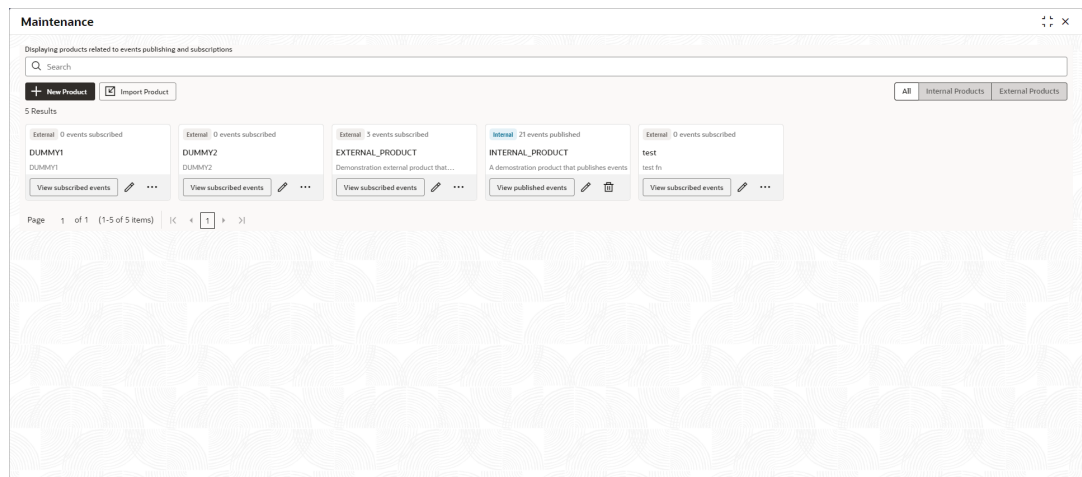 Maintenance
Displaying products related to events publishing and subscriptions
Search
New Product Import Product All Internal Products External Products
5 Results
External 0 events subscribed External 0 events subscribed External 3 events subscribed Internal 21 events published External 0 events subscribed
DUMMY1 DUMMY2 EXTERNAL_PRODUCT INTERNAL_PRODUCT test
DUMMY1 DUMMY2 Demonstration external product that... A demostration product that publishes events test fn
View subscribed events View subscribed events View subscribed events View published events View subscribed events
Page 1 of 1 (1-5 of 5 items) 1